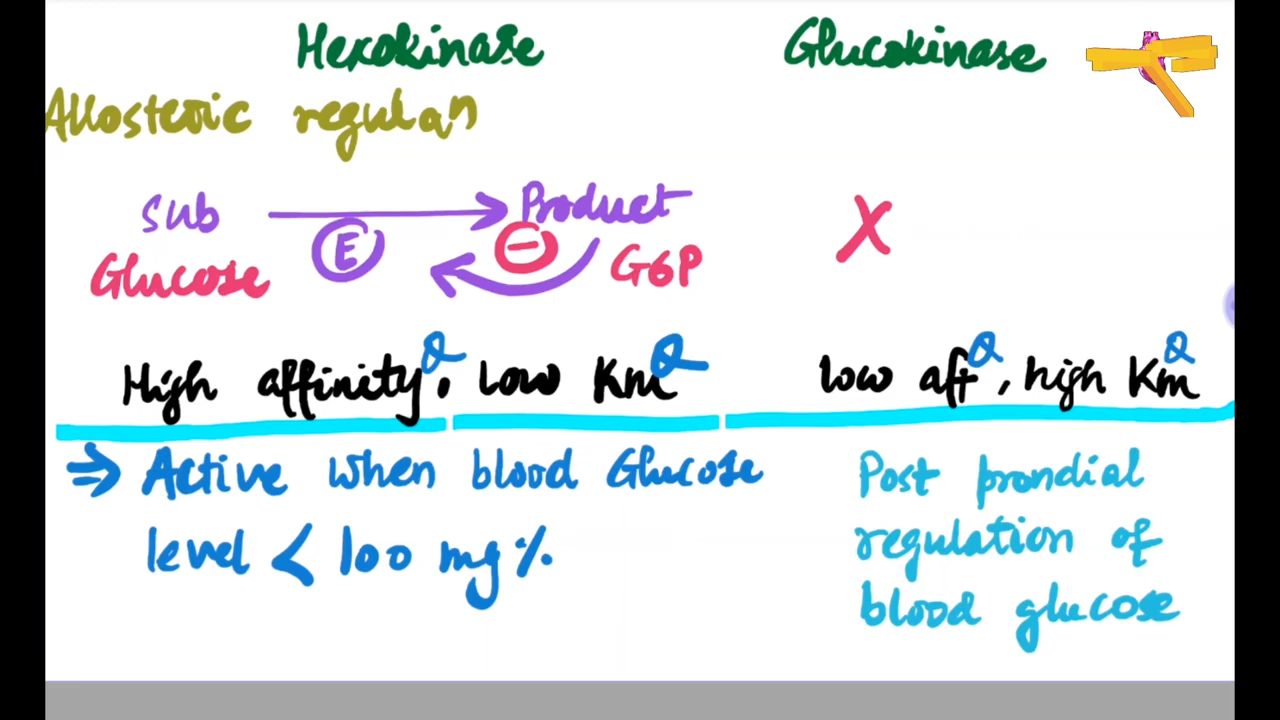 Hexokinase Glucokinase
Allosteric regulan
Sub Product X
E −
Glucose G6P
High affinity, low Km low aff, high Km
⇒ Active when blood Glucose
level < 100 mg %
Post prondial
regulation of
blood glucose